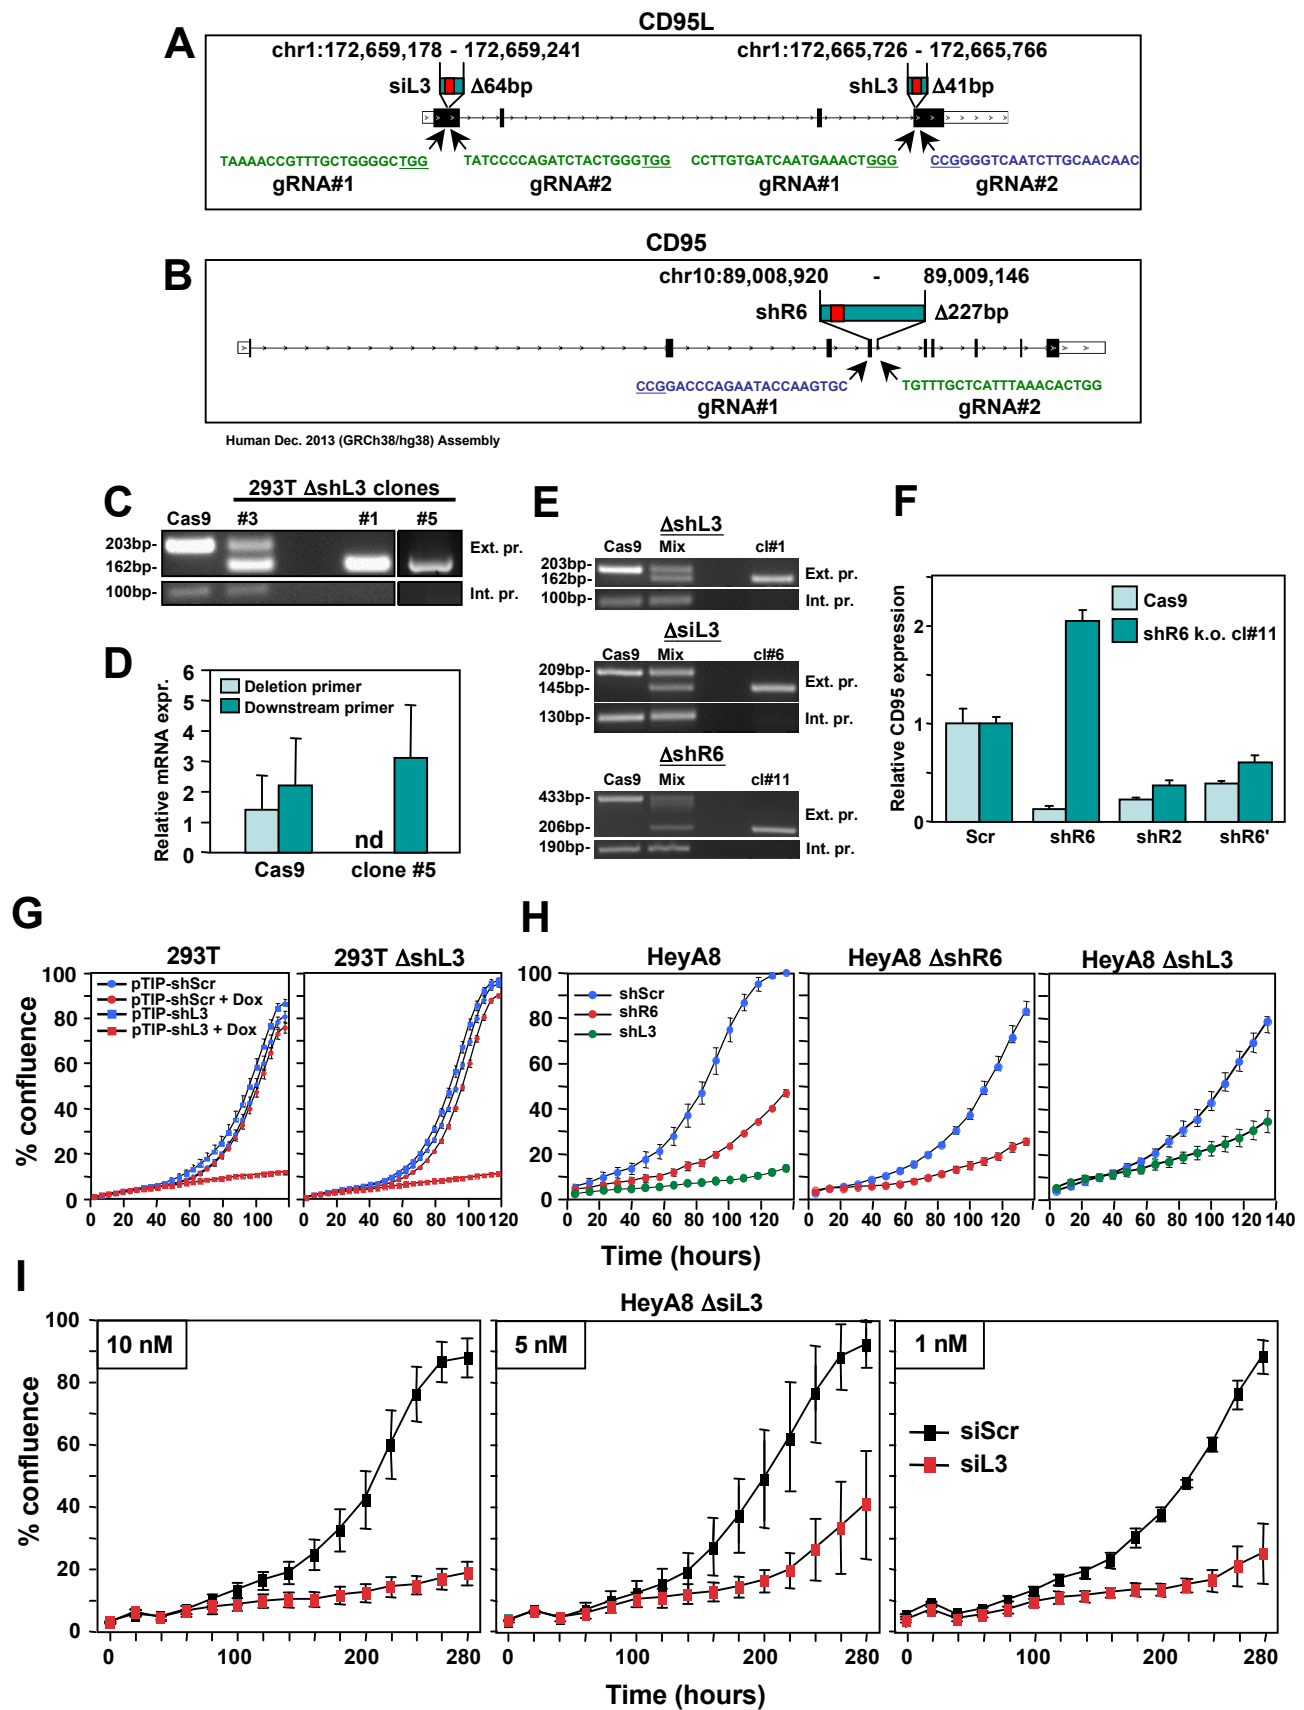 CD95L
A
chr1:172,659,178 - 172,659,241
chr1:172,665,726 - 172,665,766
siL3
Δ64bp
shL3
Δ41bp
TAAAACCGTTTGCTGGGGCTGG
TATCCCCAGATCTACTGGGTGG
CCTTGTGATCAATGAAACTGGG
CCGGGGTCAATCTTGCAACAAC
gRNA#1
gRNA#2
gRNA#1
gRNA#2
CD95
B
chr10:89,008,920 - 89,009,146
shR6
Δ227bp
CCGGACCCAGAATACCAAGTGC
TGTTTGCTCATTTAAACACTGG
gRNA#1
gRNA#2
Human Dec. 2013 (GRCh38/hg38) Assembly
C
293T ΔshL3 clones
Cas9 #3 #1 #5
203bp-
162bp-
Ext. pr.
100bp-
Int. pr.
D
Relative mRNA expr.
6
5
4
3
2
1
0
Deletion primer
Downstream primer
nd
Cas9 clone #5
E
ΔshL3
Cas9 Mix cl#1
203bp-
162bp-
Ext. pr.
100bp-
Int. pr.
ΔsiL3
Cas9 Mix cl#6
209bp-
145bp-
Ext. pr.
130bp-
Int. pr.
ΔshR6
Cas9 Mix cl#11
433bp-
206bp-
Ext. pr.
190bp-
Int. pr.
F
Relative CD95 expression
2
1
0
Cas9
shR6 k.o. cl#11
Scr shR6 shR2 shR6'
G
293T
293T ΔshL3
% confluence
100
80
60
40
20
0
pTIP-shScr
pTIP-shScr + Dox
pTIP-shL3
pTIP-shL3 + Dox
0 20 40 60 80 100
0 20 40 60 80 100 120
H
HeyA8
HeyA8 ΔshR6
HeyA8 ΔshL3
100
80
60
40
20
0
shScr
shR6
shL3
0 20 40 60 80 100 120
0 20 40 60 80 100 120
0 20 40 60 80 100 120 140
Time (hours)
I
HeyA8 ΔsiL3
% confluence
100
80
60
40
20
0
10 nM
5 nM
1 nM
siScr
siL3
0 100 200 280
0 100 200 280
0 100 200 280
Time (hours)